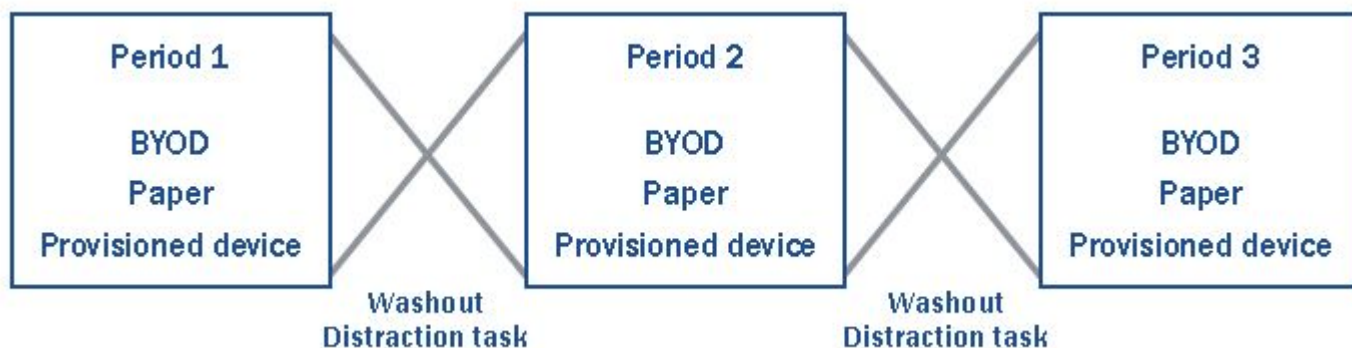 Period 1
BYOD
Paper
Provisioned device
Washout
Distraction task
Period 2
BYOD
Paper
Provisioned device
Washout
Distraction task
Period 3
BYOD
Paper
Provisioned device